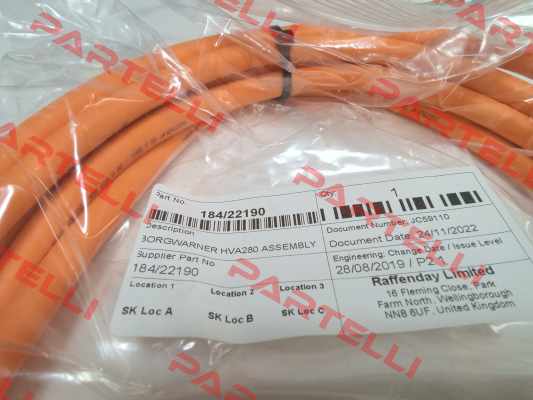 PARTELLI
PARTELLI
PARTELLI
Part No.
184/22190
Qty:
1
Description
BORGWARNER HVA280 ASSEMBLY
Document Number: JC59110
Document Date: 24/11/2022
Supplier Part No
184/22190
Engineering: Change Date / Issue Level
28/08/2019 / P2.1
Location 1
Location 2
Location 3
SK Loc A
SK Loc B
SK Loc C
Raffenday Limited
16 Fleming Close, Park
Farm North, Wellingborough
NN8 6UF, United Kingdom
PARTELLI
PARTELLI